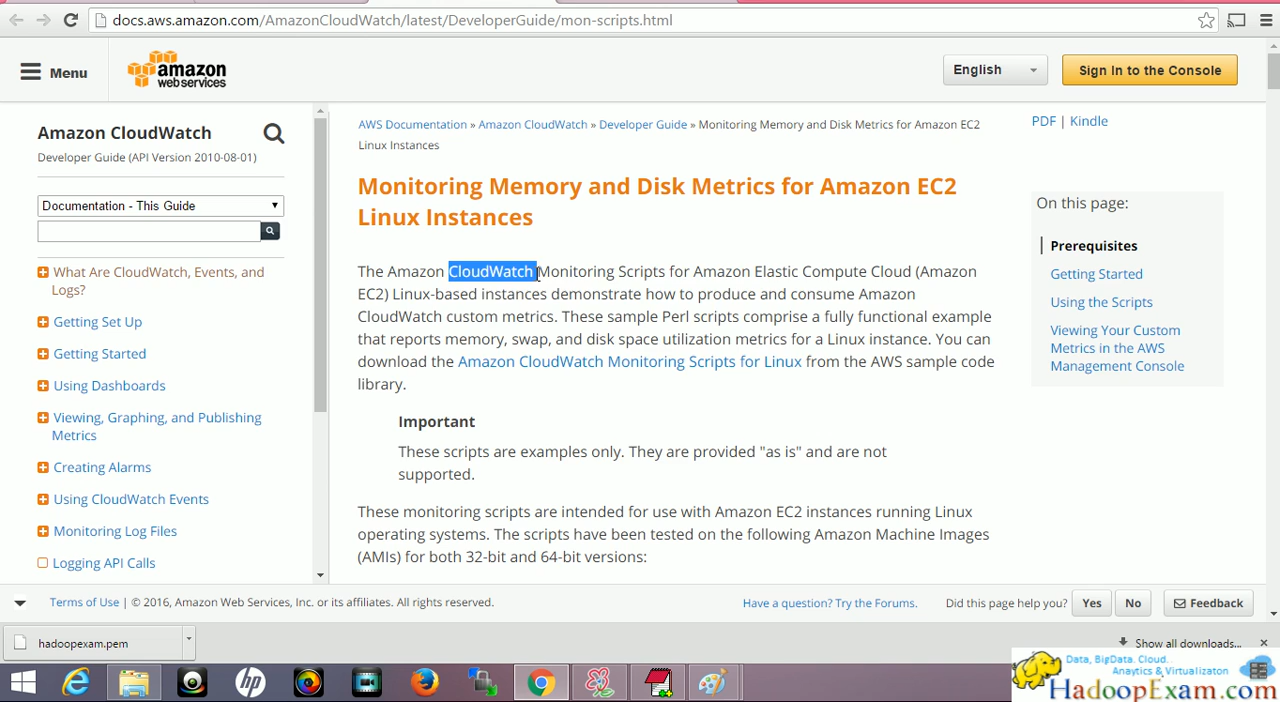 docs.aws.amazon.com/AmazonCloudWatch/latest/DeveloperGuide/mon-scripts.html
Menu
amazon
web services
English
Sign In to the Console
Amazon CloudWatch
Developer Guide (API Version 2010-08-01)
Documentation - This Guide
What Are CloudWatch, Events, and
Logs?
Getting Set Up
Getting Started
Using Dashboards
Viewing, Graphing, and Publishing
Metrics
Creating Alarms
Using CloudWatch Events
Monitoring Log Files
Logging API Calls
AWS Documentation » Amazon CloudWatch » Developer Guide » Monitoring Memory and Disk Metrics for Amazon EC2
Linux Instances
Monitoring Memory and Disk Metrics for Amazon EC2
Linux Instances
The Amazon CloudWatch Monitoring Scripts for Amazon Elastic Compute Cloud (Amazon
EC2) Linux-based instances demonstrate how to produce and consume Amazon
CloudWatch custom metrics. These sample Perl scripts comprise a fully functional example
that reports memory, swap, and disk space utilization metrics for a Linux instance. You can
download the Amazon CloudWatch Monitoring Scripts for Linux from the AWS sample code
library.
Important
These scripts are examples only. They are provided "as is" and are not
supported.
These monitoring scripts are intended for use with Amazon EC2 instances running Linux
operating systems. The scripts have been tested on the following Amazon Machine Images
(AMIs) for both 32-bit and 64-bit versions:
PDF | Kindle
On this page:
Prerequisites
Getting Started
Using the Scripts
Viewing Your Custom
Metrics in the AWS
Management Console
Terms of Use | © 2016, Amazon Web Services, Inc. or its affiliates. All rights reserved.
Have a question? Try the Forums.
Did this page help you?
Yes
No
Feedback
hadoopexam.pem
Show all downloads...
hp
Data, BigData. Cloud.
Anaytics & Virtualizaton
HadoopExam.com